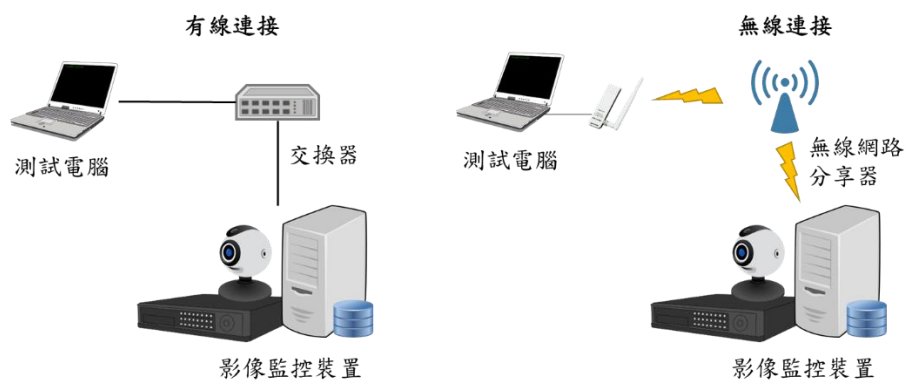 有線連接
測試電腦
交換器
影像監控裝置
無線連接
測試電腦
無線網路
分享器
影像監控裝置